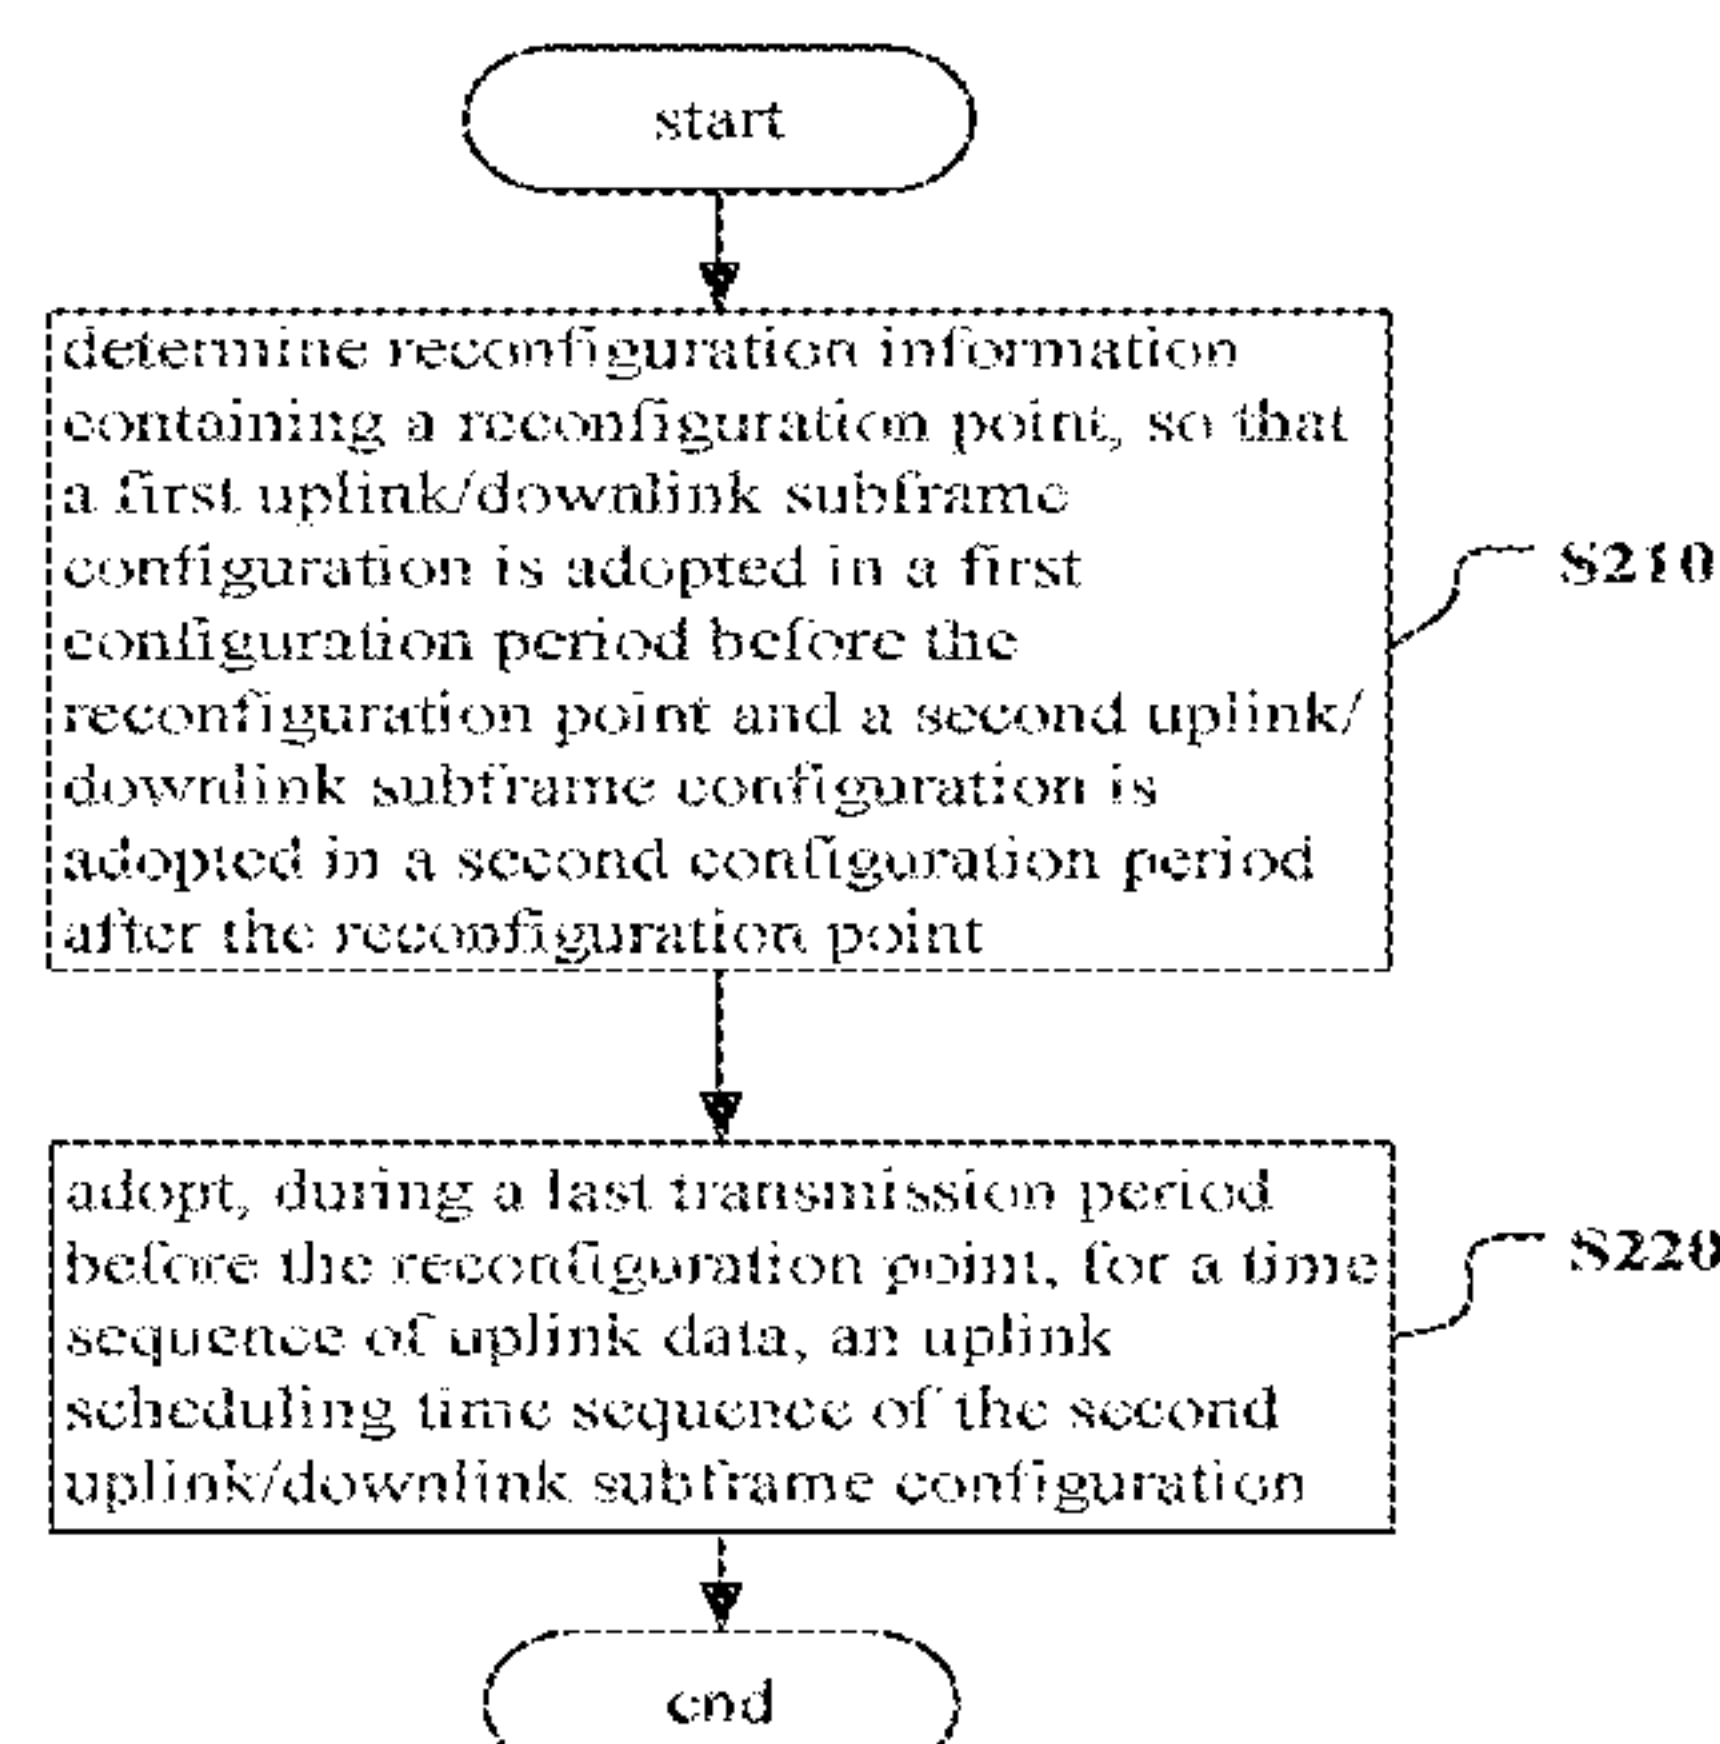 start
determine reconfiguration information
containing a reconfiguration point, so that
a first uplink/downlink subframe
configuration is adopted in a first
configuration period before the
reconfiguration point and a second uplink/
downlink subframe configuration is
adopted in a second configuration period
after the reconfiguration point
S210
adopt, during a last transmission period
before the reconfiguration point, for a time
sequence of uplink data, an uplink
scheduling time sequence of the second
uplink/downlink subframe configuration
S220
end